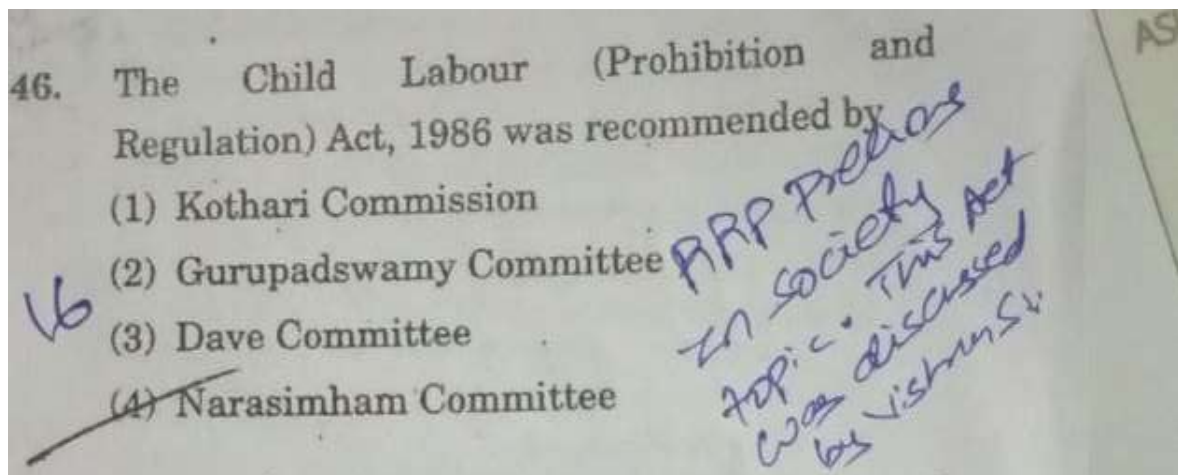 46. The Child Labour (Prohibition and
Regulation) Act, 1986 was recommended by
(1) Kothari Commission
(2) Gurupadswamy Committee
(3) Dave Committee
(4) Narasimham Committee
16
RRP
In society
topic. This Act
was discussed
by
AS